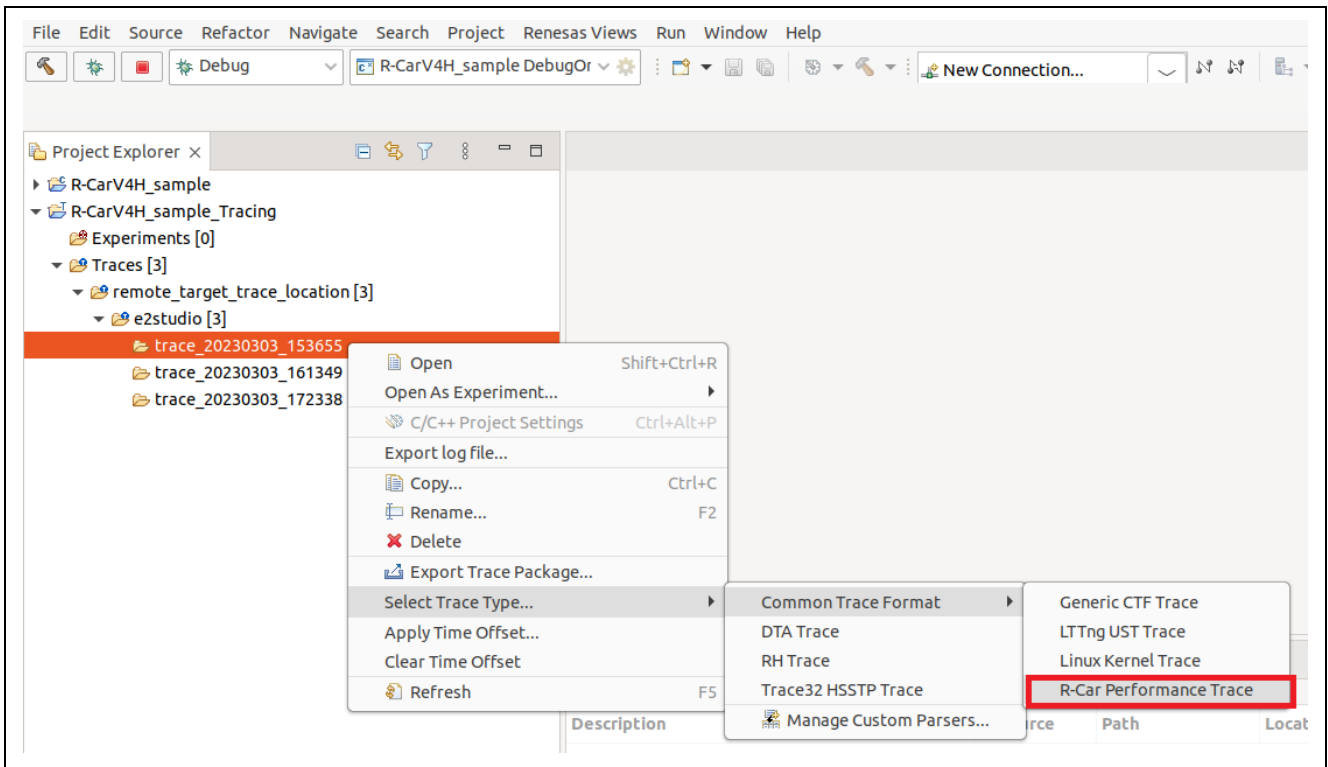 File Edit Source Refactor Navigate Search Project Renesas Views Run Window Help
Debug R-CarV4H_sample DebugOr New Connection...
Project Explorer
R-CarV4H_sample
R-CarV4H_sample_Tracing
Experiments [0]
Traces [3]
remote_target_trace_location [3]
e2studio [3]
trace_20230303_153655
trace_20230303_161349
trace_20230303_172338
Open Shift+Ctrl+R
Open As Experiment...
C/C++ Project Settings Ctrl+Alt+P
Export log file...
Copy... Ctrl+C
Rename... F2
Delete
Export Trace Package...
Select Trace Type...
Apply Time Offset...
Clear Time Offset
Refresh F5
Common Trace Format
DTA Trace
RH Trace
Trace32 HSSTP Trace
Manage Custom Parsers...
Generic CTF Trace
LTTng UST Trace
Linux Kernel Trace
R-Car Performance Trace
Description urce Path Locat